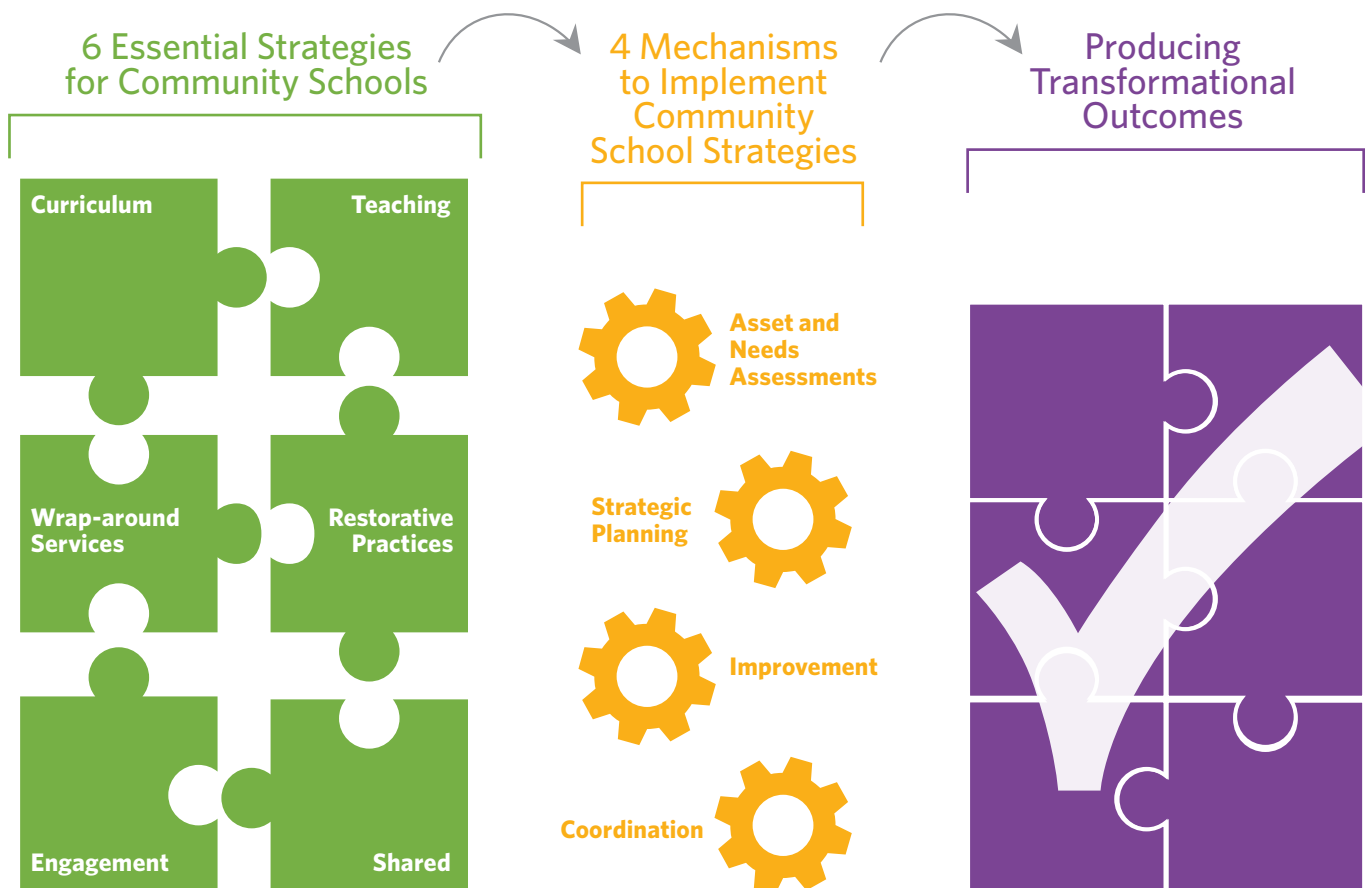 6 Essential Strategies
for Community Schools
4 Mechanisms
to Implement
Community
School Strategies
Producing
Transformational
Outcomes
Curriculum
Teaching
Wrap-around
Services
Restorative
Practices
Engagement
Shared
Asset and
Needs
Assessments
Strategic
Planning
Improvement
Coordination